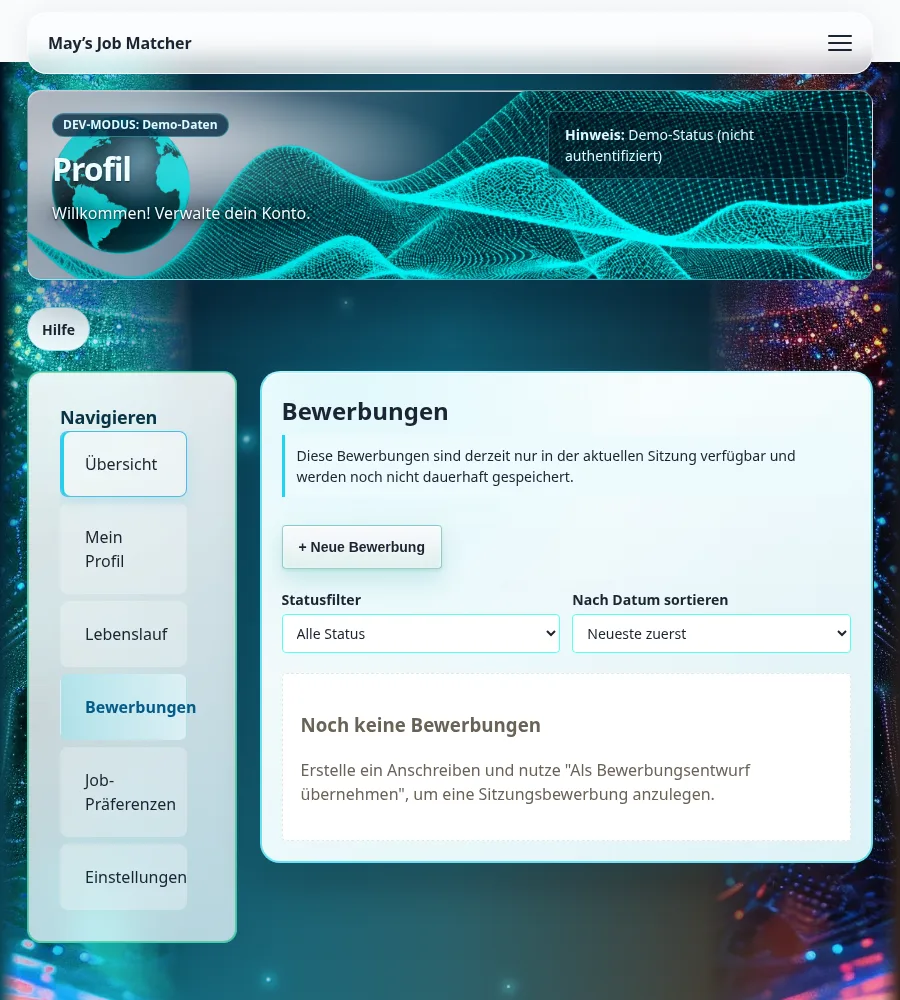 May’s Job Matcher
DEV-MODUS: Demo-Daten
Profil
Willkommen! Verwalte dein Konto.
Hinweis: Demo-Status (nicht
authentifiziert)
Hilfe
Navigieren
Übersicht
Mein
Profil
Lebenslauf
Bewerbungen
Job-
Präferenzen
Einstellungen
Bewerbungen
Diese Bewerbungen sind derzeit nur in der aktuellen Sitzung verfügbar und
werden noch nicht dauerhaft gespeichert.
+ Neue Bewerbung
Statusfilter
Alle Status
Nach Datum sortieren
Neueste zuerst
Noch keine Bewerbungen
Erstelle ein Anschreiben und nutze "Als Bewerbungsentwurf
übernehmen", um eine Sitzungsbewerbung anzulegen.